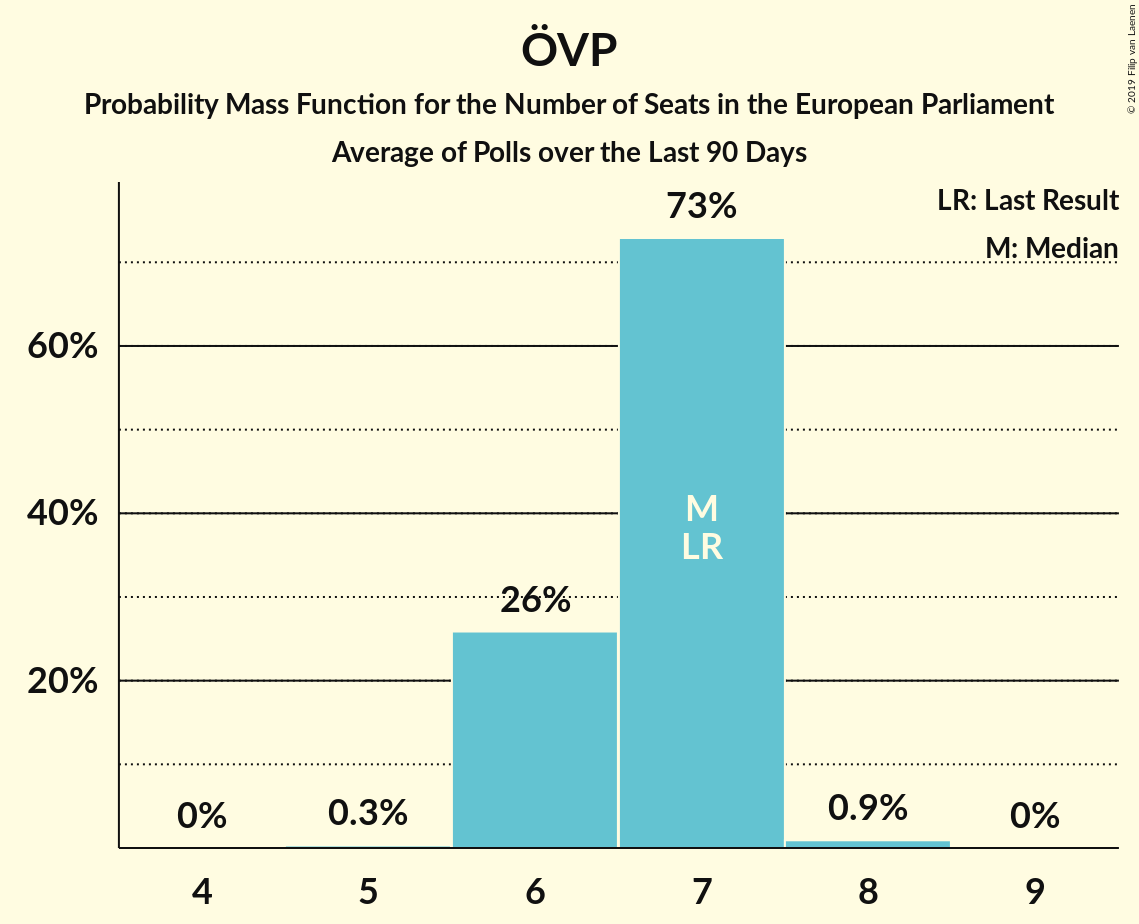 ÖVP
Probability Mass Function for the Number of Seats in the European Parliament
Average of Polls over the Last 90 Days
© 2019 Filip van Laenen
LR: Last Result
M: Median
73%
60%
40%
20%
M
LR
26%
0%
0.3%
0.9%
0%
4
5
6
7
8
9